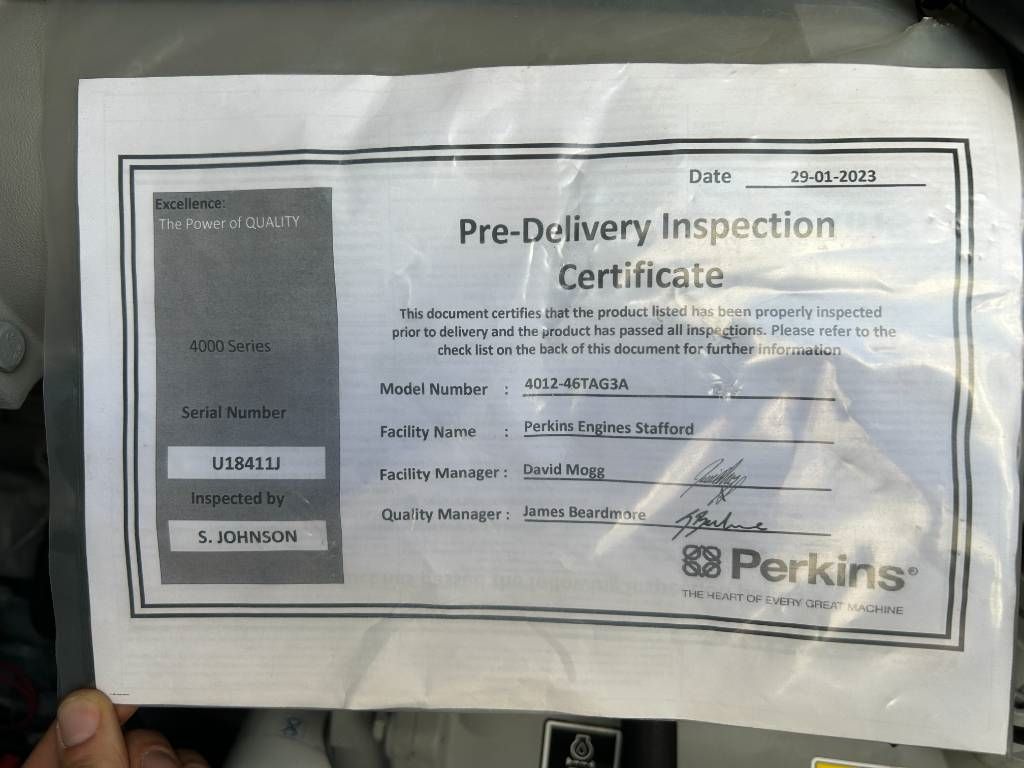 Date 29-01-2023
Excellence:
The Power of QUALITY
4000 Series
Serial Number
U18411J
Inspected by
S. JOHNSON
Pre-Delivery Inspection
Certificate
This document certifies that the product listed has been properly inspected
prior to delivery and the product has passed all inspections. Please refer to the
check list on the back of this document for further information
Model Number : 4012-46TAG3A
Facility Name : Perkins Engines Stafford
Facility Manager : David Mogg
Quality Manager : James Beardmore
Perkins®
THE HEART OF EVERY GREAT MACHINE